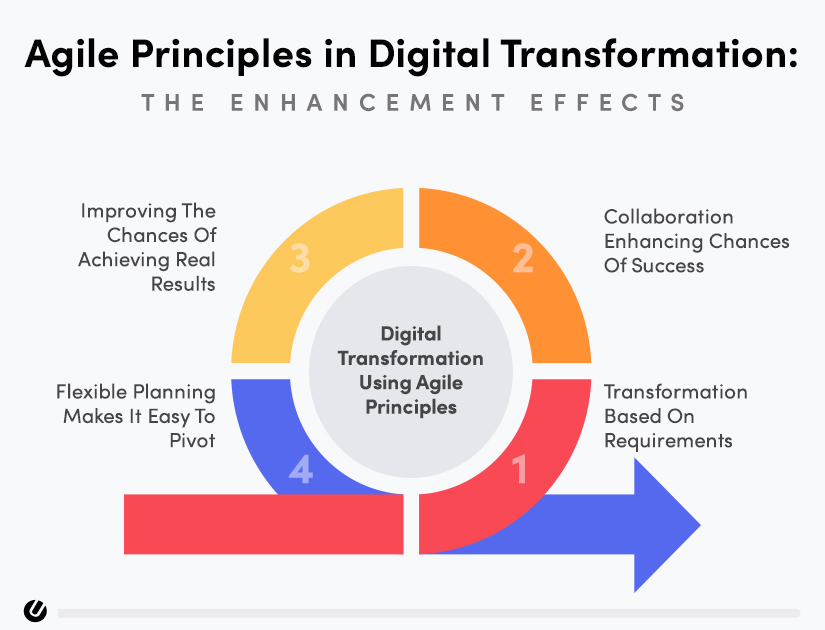 Agile Principles in Digital Transformation:
THE ENHANCEMENT EFFECTS
Improving The
Chances Of
Achieving Real
Results
3
2
Collaboration
Enhancing Chances
Of Success
Digital
Transformation
Using Agile
Principles
Flexible Planning
Makes It Easy To
Pivot
4
1
Transformation
Based On
Requirements